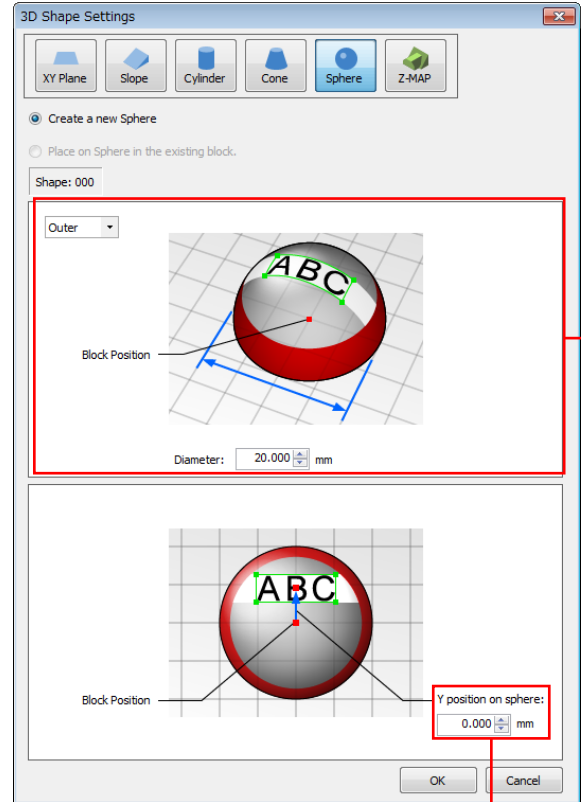 3D Shape Settings
XY Plane Slope Cylinder Cone Sphere Z-MAP
Create a new Sphere
Place on Sphere in the existing block.
Shape: 000
Outer
ABC
Block Position
Diameter: 20.000 mm
ABC
Block Position
Y position on sphere:
0.000 mm
OK Cancel